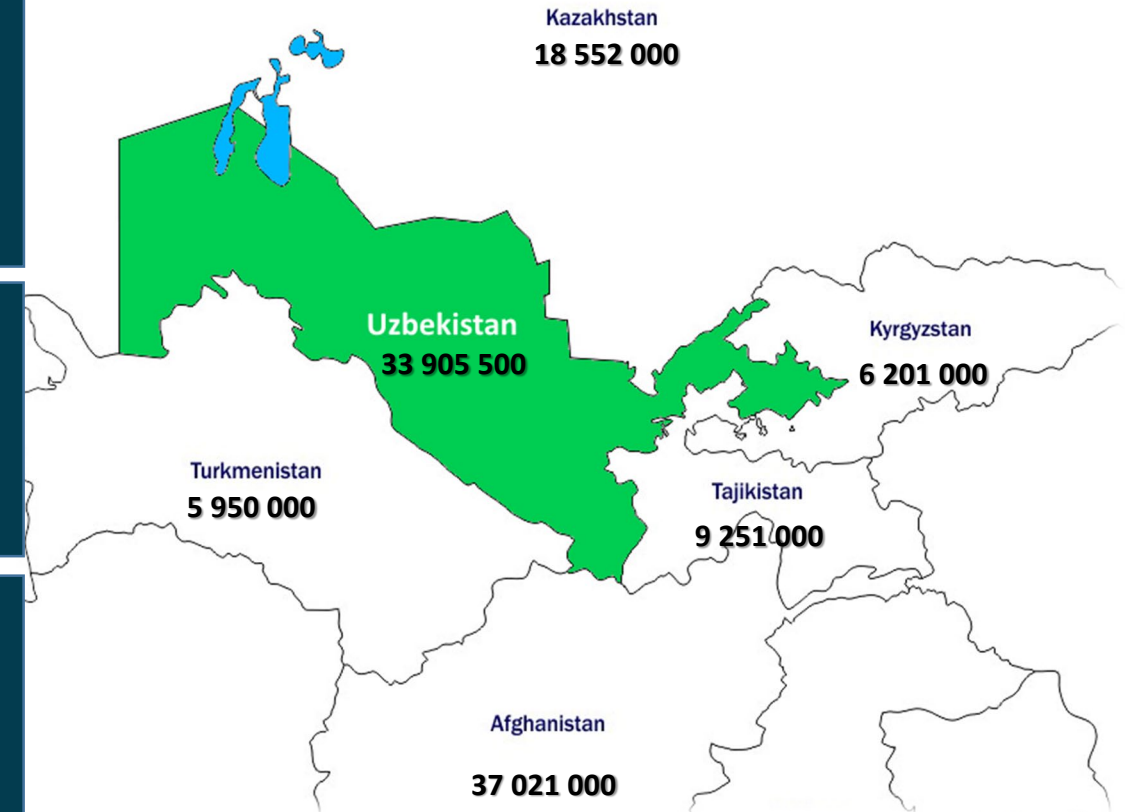 Kazakhstan
18 552 000
Uzbekistan
33 905 500
Kyrgyzstan
6 201 000
Turkmenistan
5 950 000
Tajikistan
9 251 000
Afghanistan
37 021 000